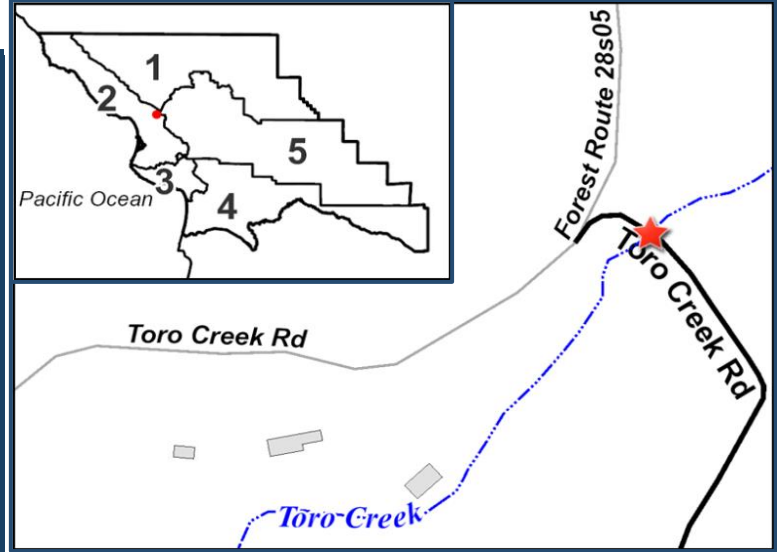 1
2
5
3
Pacific Ocean
4
Forest Route 28s05
Toro Creek Rd
Toro Creek Rd
Toro Creek